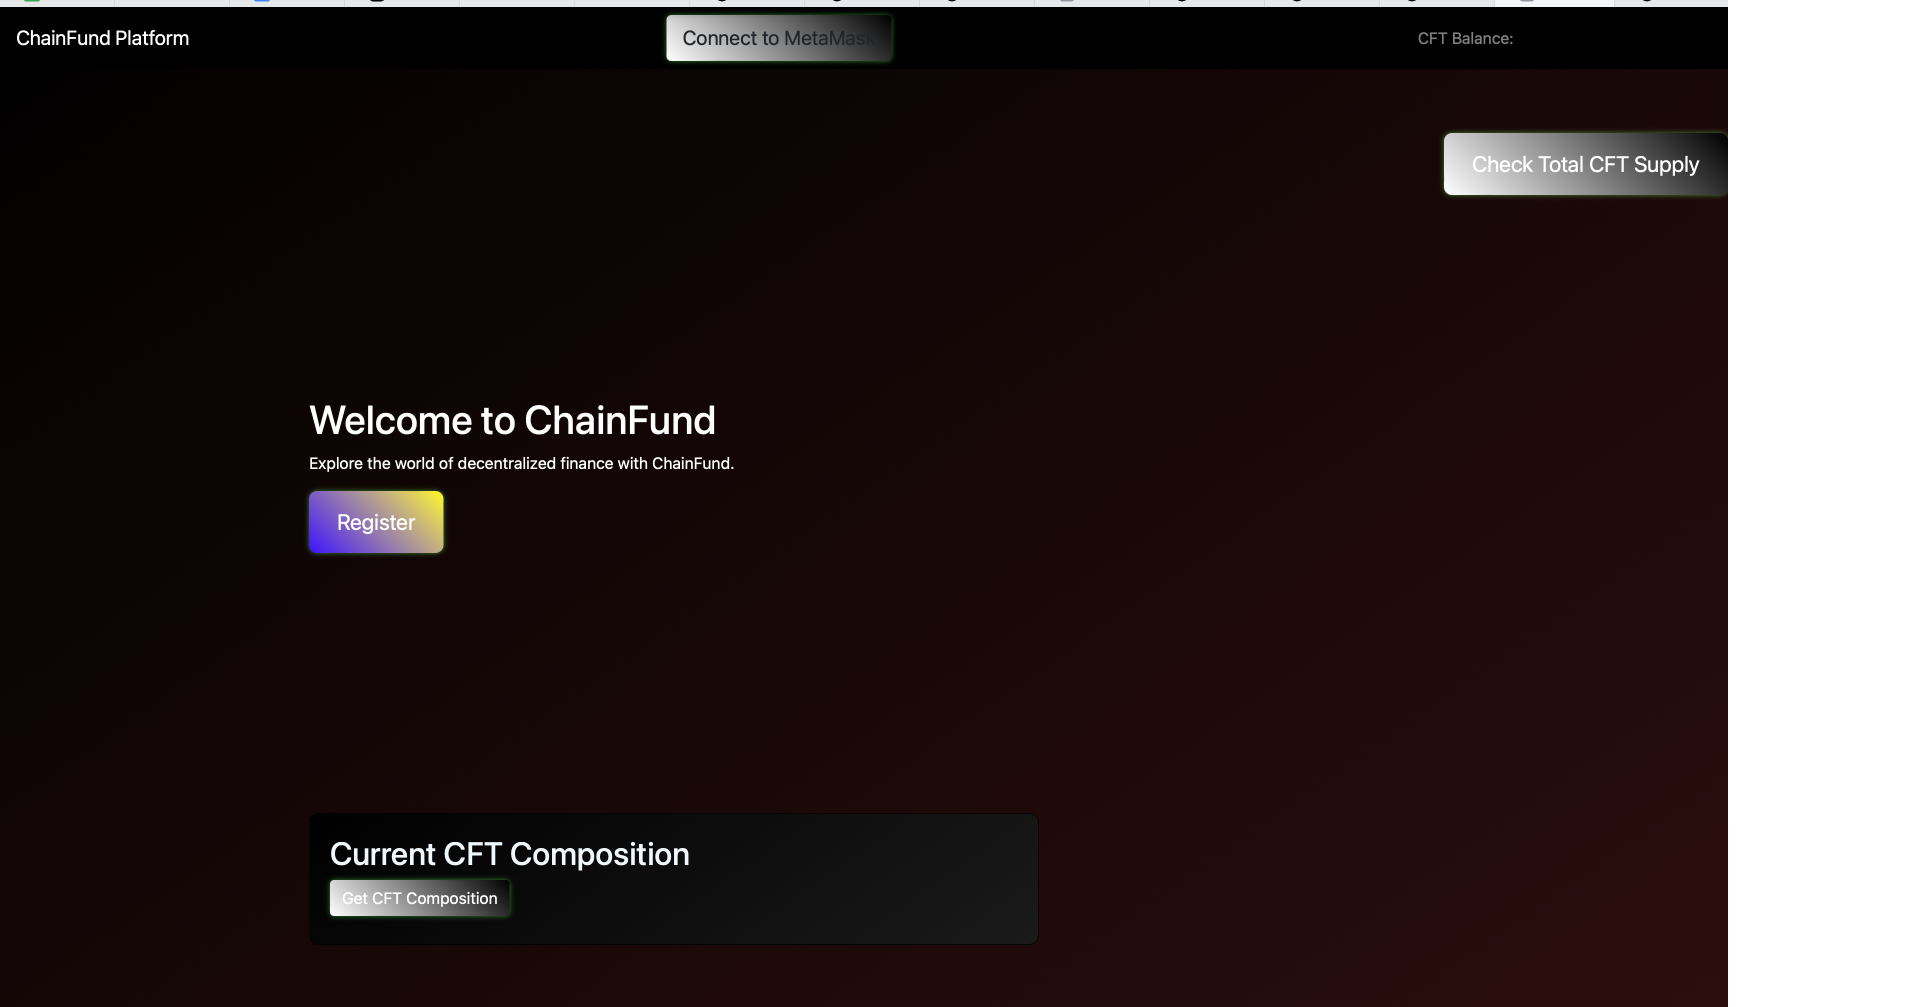 ChainFund Platform
Connect to MetaMask
CFT Balance:
Check Total CFT Supply
Welcome to ChainFund
Explore the world of decentralized finance with ChainFund.
Register
Current CFT Composition
Get CFT Composition